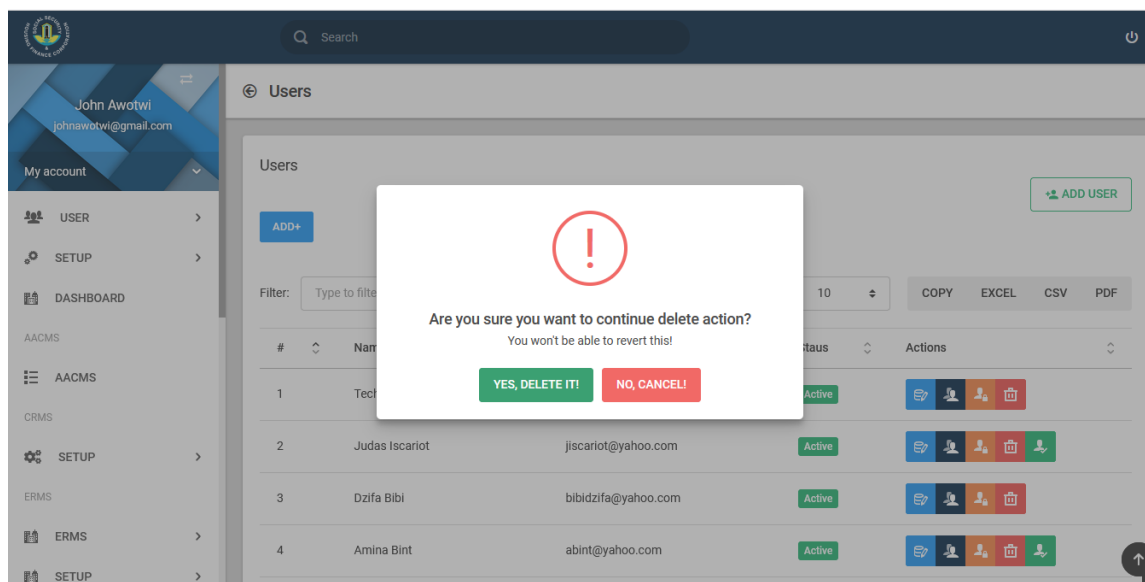 SOCIAL SECURITY
FINANCE
Search
John Awotwi
johnawotwi@gmail.com
My account
USER
SETUP
DASHBOARD
AACMS
AACMS
CRMS
SETUP
ERMS
ERMS
SETUP
Users
Users
ADD USER
ADD+
Filter:
Type to filte
10
COPY EXCEL CSV PDF
# Nam Staus Actions
1 Tech Active
2 Judas Iscariot jiscariot@yahoo.com Active
3 Dzifa Bibi bibidzifa@yahoo.com Active
4 Amina Bint abint@yahoo.com Active
Are you sure you want to continue delete action?
You won't be able to revert this!
YES, DELETE IT! NO, CANCEL!